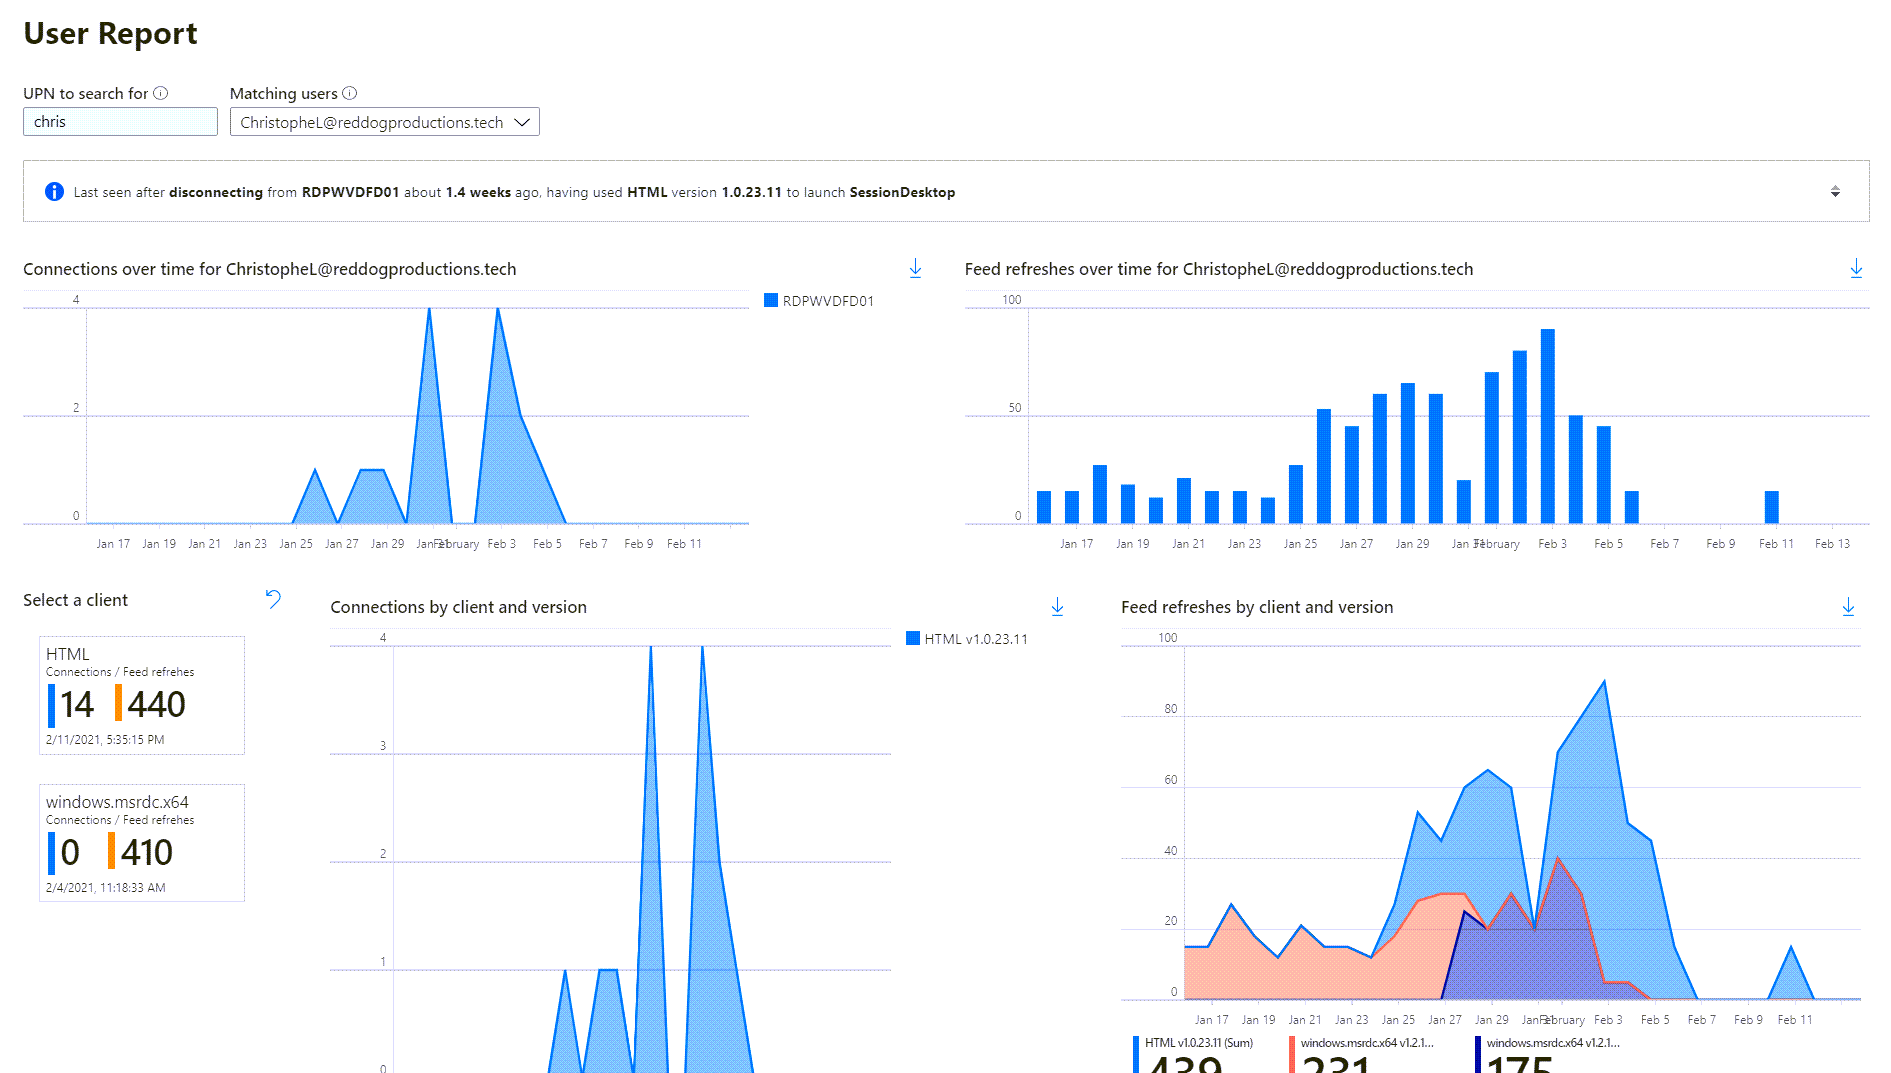 User Report
UPN to search for
Matching users
chris
ChristopheL@reddogproductions.tech
Last seen after disconnecting from RDPWVDFD01 about 1.4 weeks ago, having used HTML version 1.0.23.11 to launch SessionDesktop
Connections over time for ChristopheL@reddogproductions.tech
4
2
0
Jan 17 Jan 19 Jan 21 Jan 23 Jan 25 Jan 27 Jan 29 Jan 31 February Feb 3 Feb 5 Feb 7 Feb 9 Feb 11
RDPWVDFD01
Feed refreshes over time for ChristopheL@reddogproductions.tech
100
50
0
Jan 17 Jan 19 Jan 21 Jan 23 Jan 25 Jan 27 Jan 29 Jan 31 February Feb 3 Feb 5 Feb 7 Feb 9 Feb 11 Feb 13
Select a client
HTML
Connections / Feed refrehes
14 440
2/11/2021, 5:35:15 PM
windows.msrdc.x64
Connections / Feed refrehes
0 410
2/4/2021, 11:18:33 AM
Connections by client and version
4
3
2
1
0
HTML v1.0.23.11
Feed refreshes by client and version
100
80
60
40
20
0
Jan 17 Jan 19 Jan 21 Jan 23 Jan 25 Jan 27 Jan 29 Jan 31 February Feb 3 Feb 5 Feb 7 Feb 9 Feb 11
HTML v1.0.23.11 (Sum)
439
windows.msrdc.x64 v1.2.1...
231
windows.msrdc.x64 v1.2.1...
175